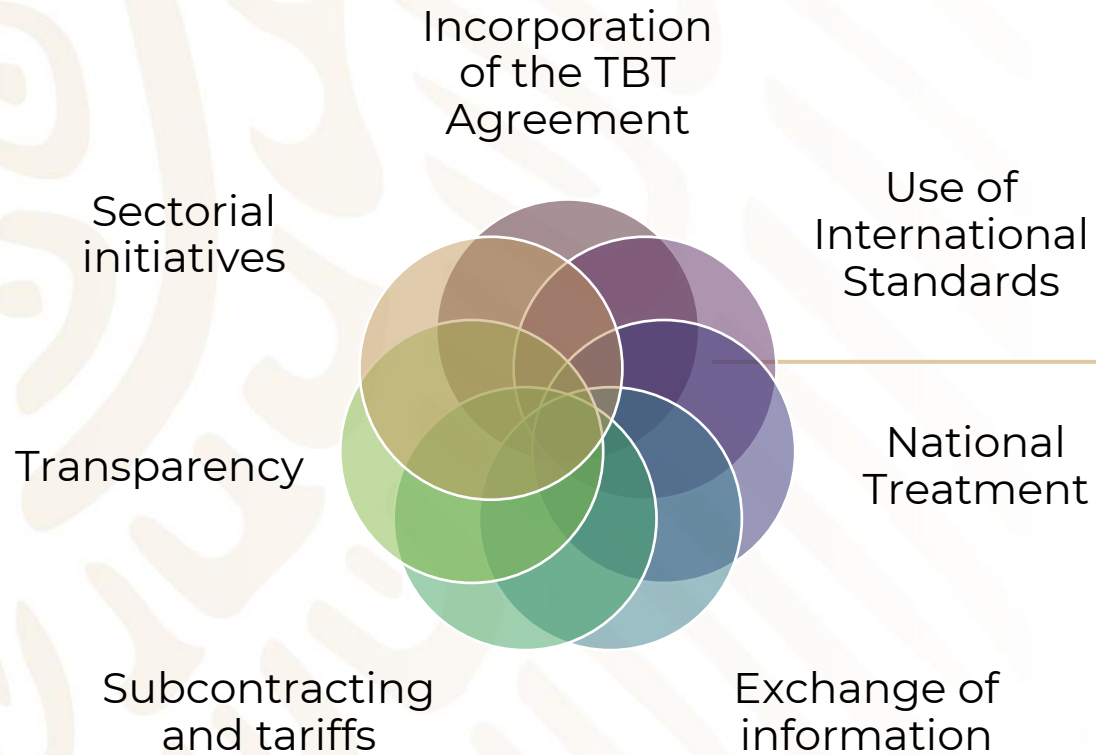 Incorporation
of the TBT
Agreement
Use of
International
Standards
National
Treatment
Exchange of
information
Subcontracting
and tariffs
Transparency
Sectorial
initiatives